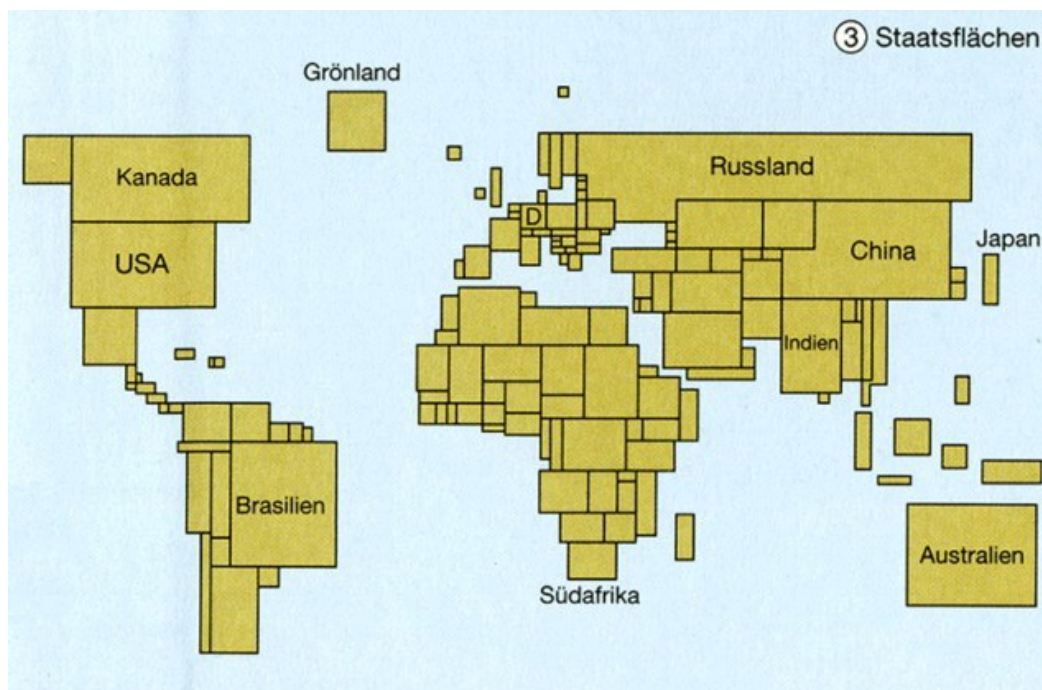 ③ Staatsflächen
Grönland
Kanada
Russland
D
USA
China
Japan
Indien
Brasilien
Australien
Südafrika